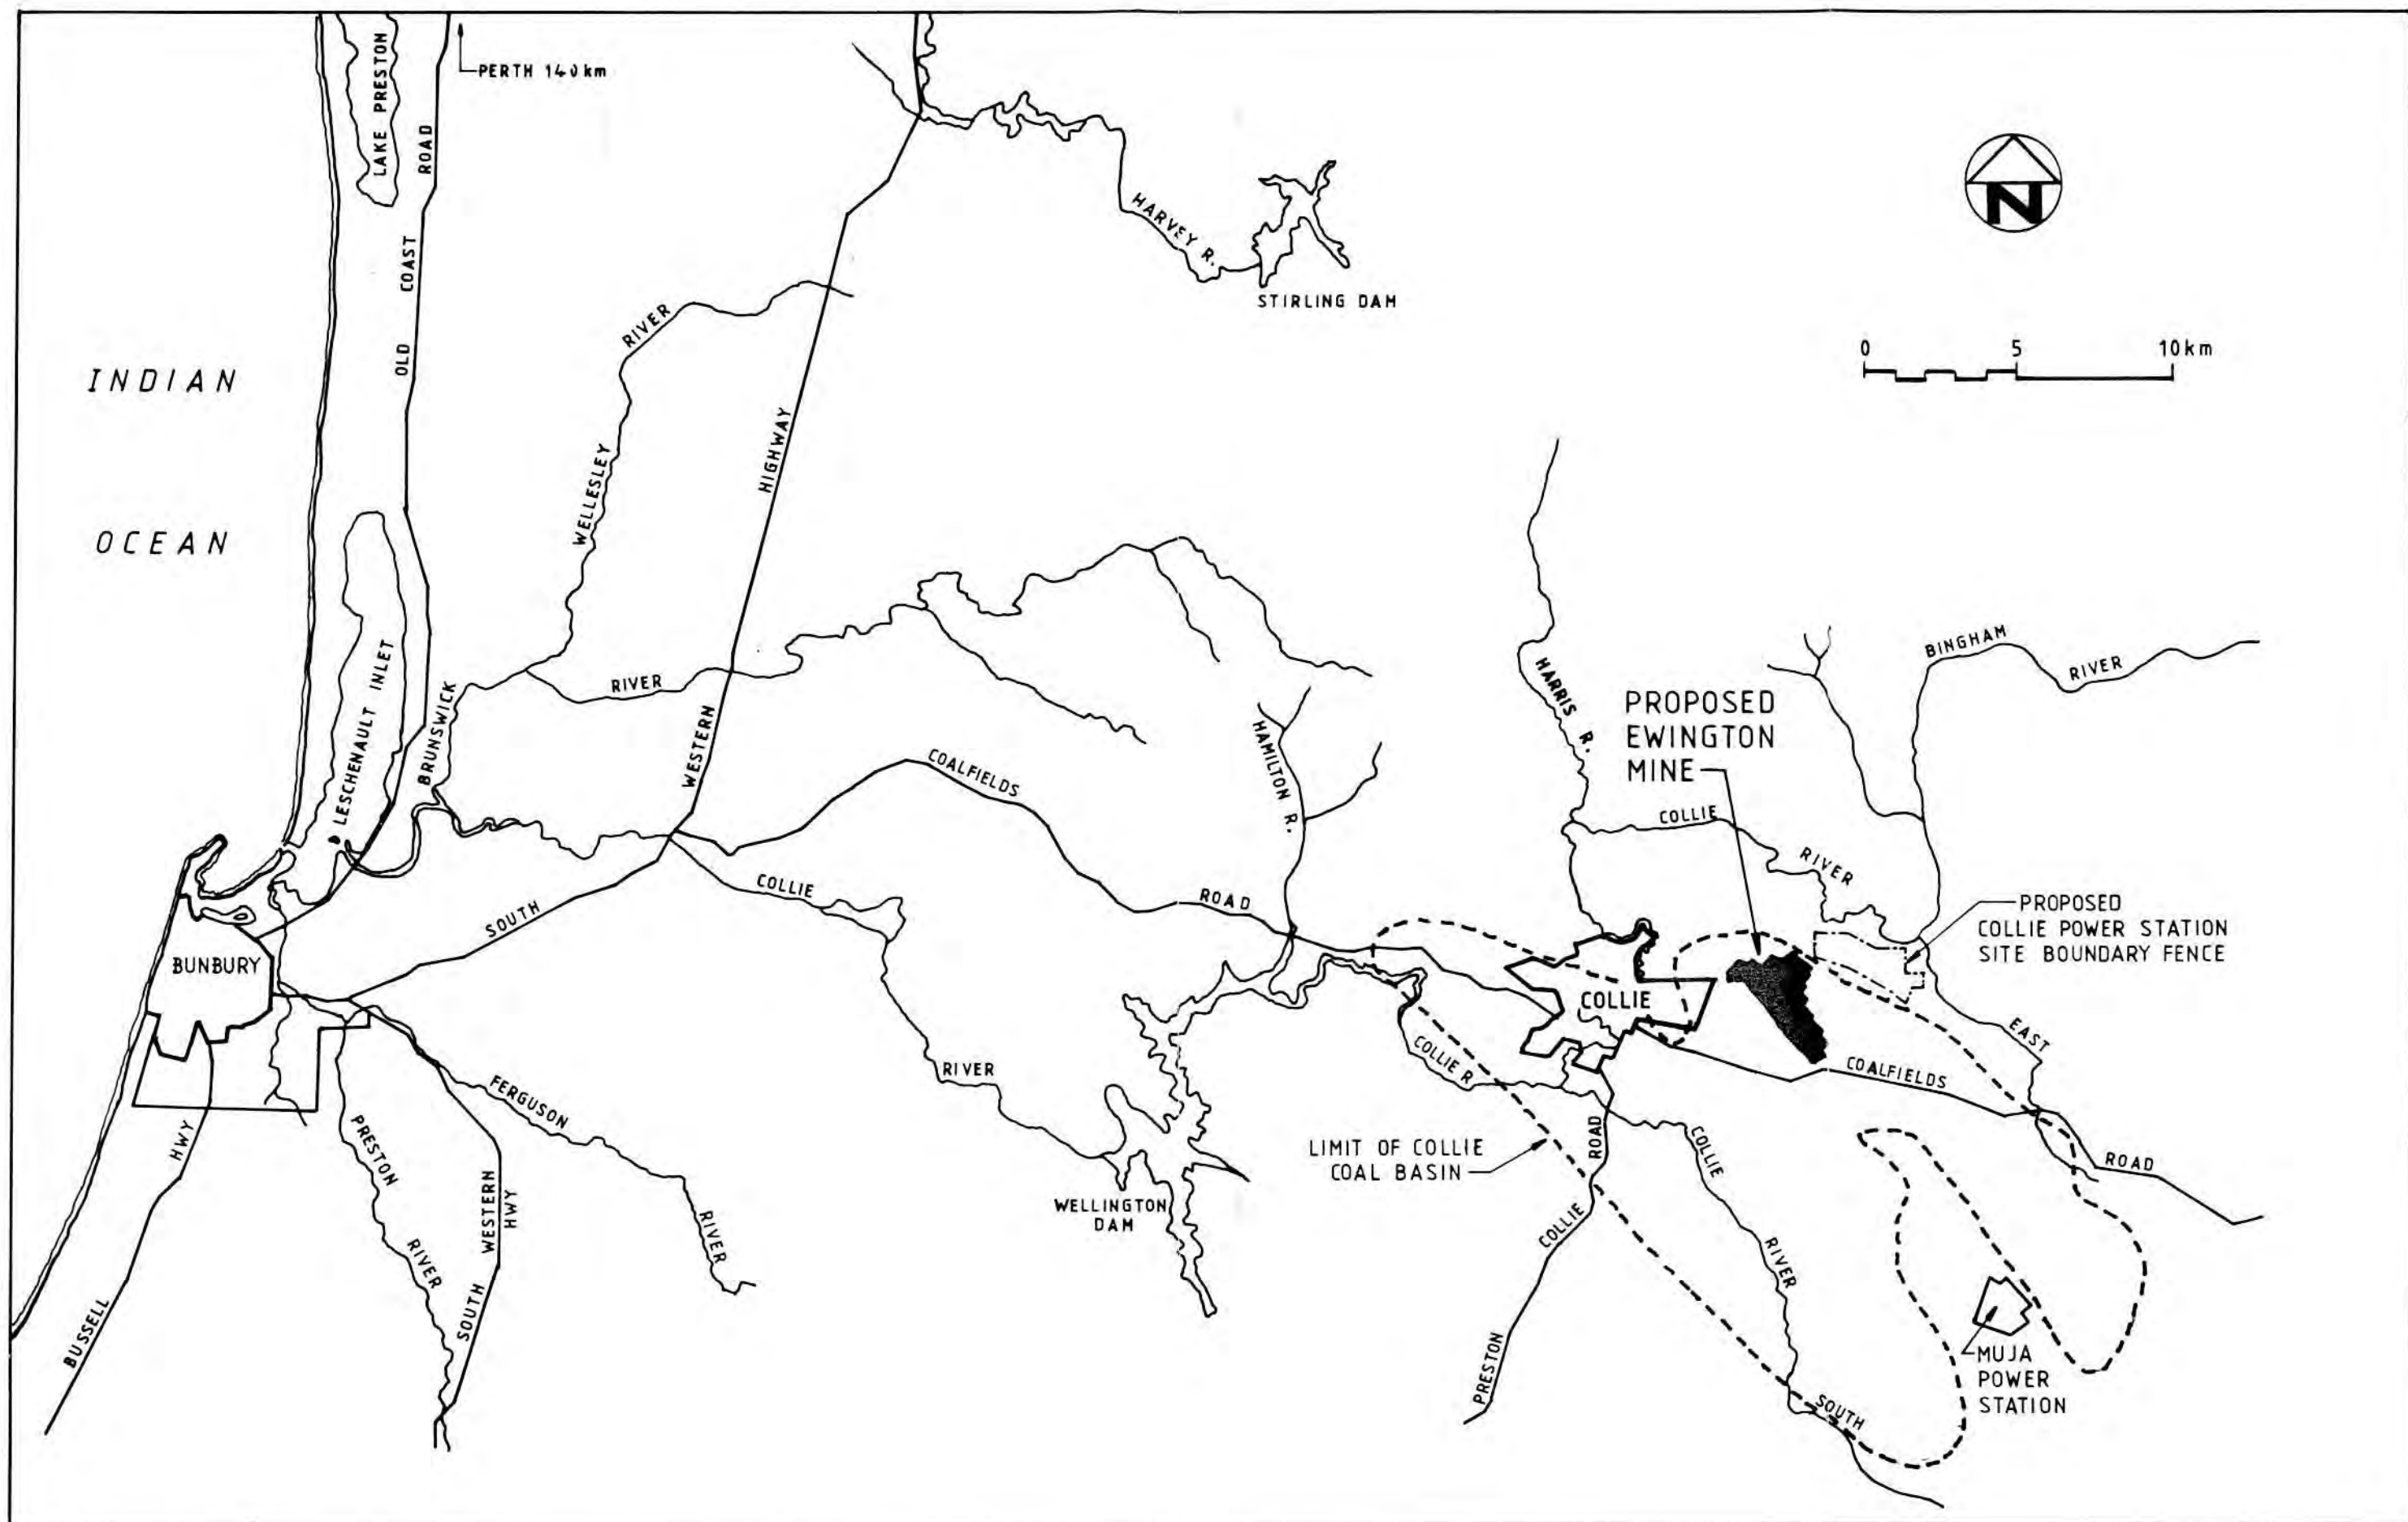 PERTH 140km
LAKE PRESTON
OLD COAST ROAD
HARVEY R.
STIRLING DAM
N
0 5 10km
INDIAN
OCEAN
WELLESLEY RIVER
WESTERN HIGHWAY
LESCHENAULT INLET
BRUNSWICK RIVER
COALFIELDS ROAD
HAMILTON R.
HARRIS R.
BINGHAM RIVER
PROPOSED
EWINGTON
MINE
COLLIE RIVER
EAST
PROPOSED
COLLIE POWER STATION
SITE BOUNDARY FENCE
BUNBURY
SOUTH
COLLIE RIVER
COLLIE
COLLIE R
COALFIELDS ROAD
LIMIT OF COLLIE
COAL BASIN
WELLINGTON
DAM
FERGUSON RIVER
PRESTON RIVER
SOUTH WESTERN
HWY
BUSSELL HWY
PRESTON COLLIE ROAD
COLLIE RIVER
SOUTH
MUJA
POWER
STATION